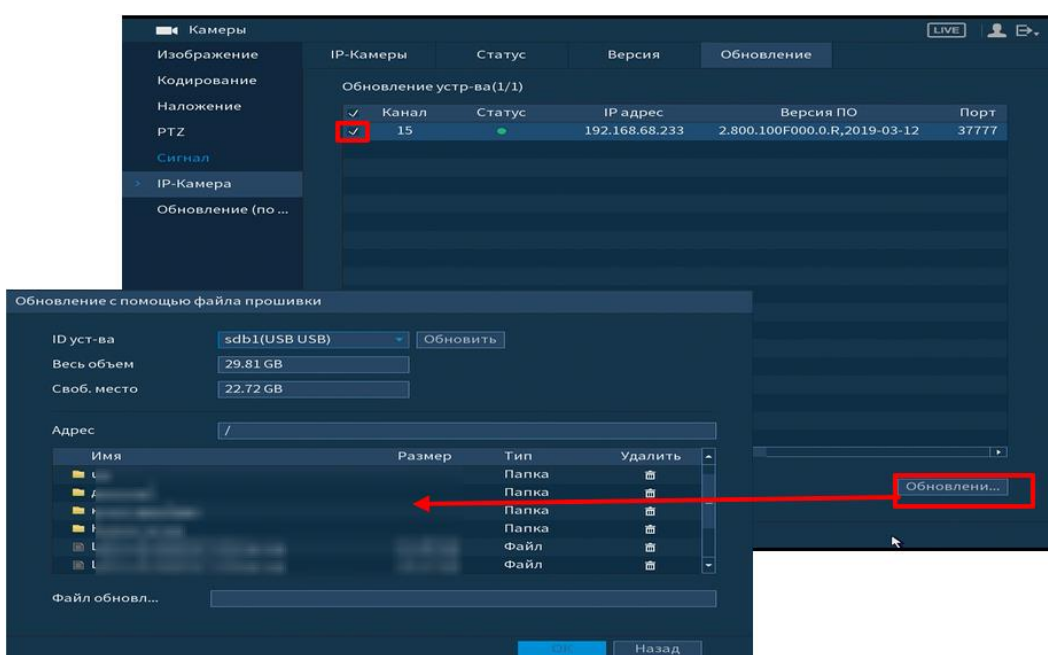 Камеры LIVE
Изображение
Кодирование
Наложение
PTZ
Сигнал
IP-Камера
Обновление (по ...
IP-Камеры Статус Версия Обновление
Обновление устр-ва(1/1)
Канал Статус IP адрес Версия ПО Порт
15 192.168.68.233 2.800.100F000.0.R,2019-03-12 37777
Обновлени...
Обновление с помощью файла прошивки
ID уст-ва sdb1(USB USB) Обновить
Весь объем 29.81 GB
Своб. место 22.72 GB
Адрес /
Имя Размер Тип Удалить
Папка
Папка
Папка
Папка
Файл
Файл
Файл обновл...
OK Назад